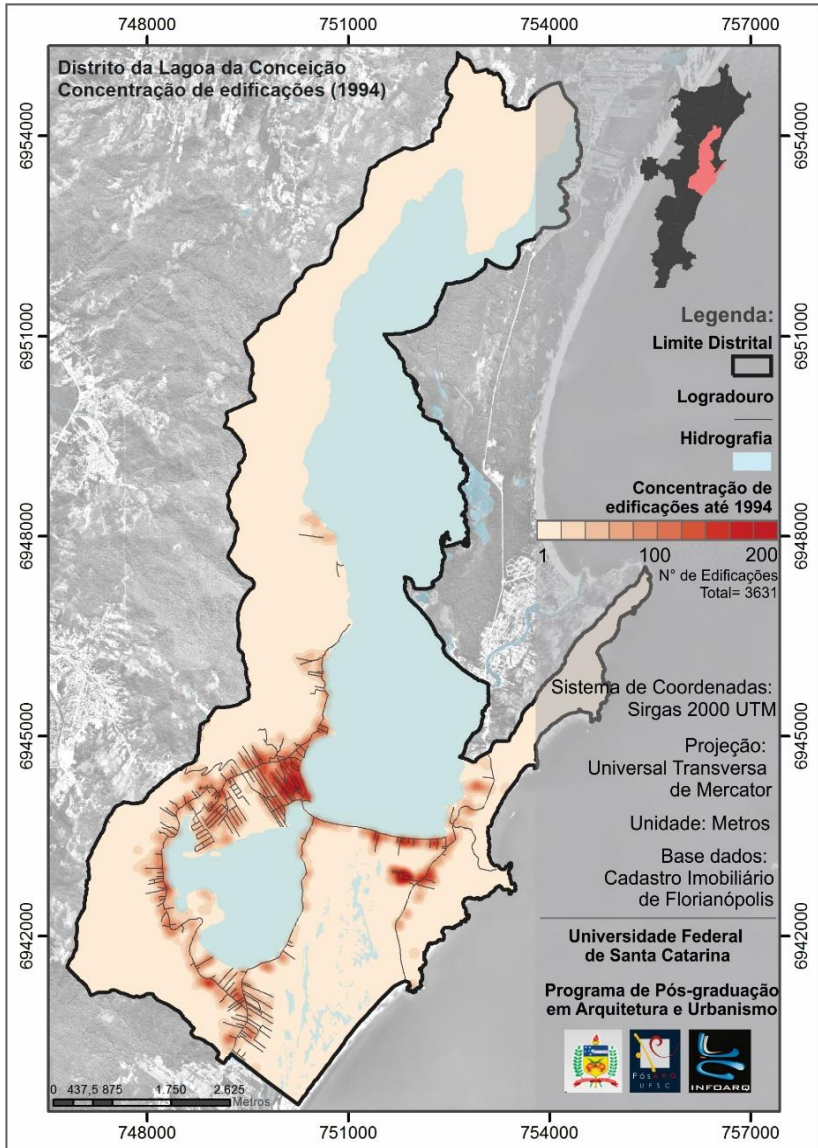 748000 751000 754000 757000
Distrito da Lagoa da Conceição
Concentração de edificações (1994)
6954000 6954000
6951000 6951000
6948000 6948000
6945000 6945000
6942000 6942000
Legenda:
Limite Distrital
Logradouro
Hidrografia
Concentração de
edificações até 1994
1 100 200
N° de Edificações
Total= 3631
Sistema de Coordenadas:
Sirgas 2000 UTM
Projeção:
Universal Transversa
de Mercator
Unidade: Metros
Base dados:
Cadastro Imobiliário
de Florianópolis
Universidade Federal
de Santa Catarina
Programa de Pós-graduação
em Arquitetura e Urbanismo
PÓSARQ
UFSC
INFOARQ
0 437,5 875 1.750 2.625
Metros
748000 751000 754000 757000